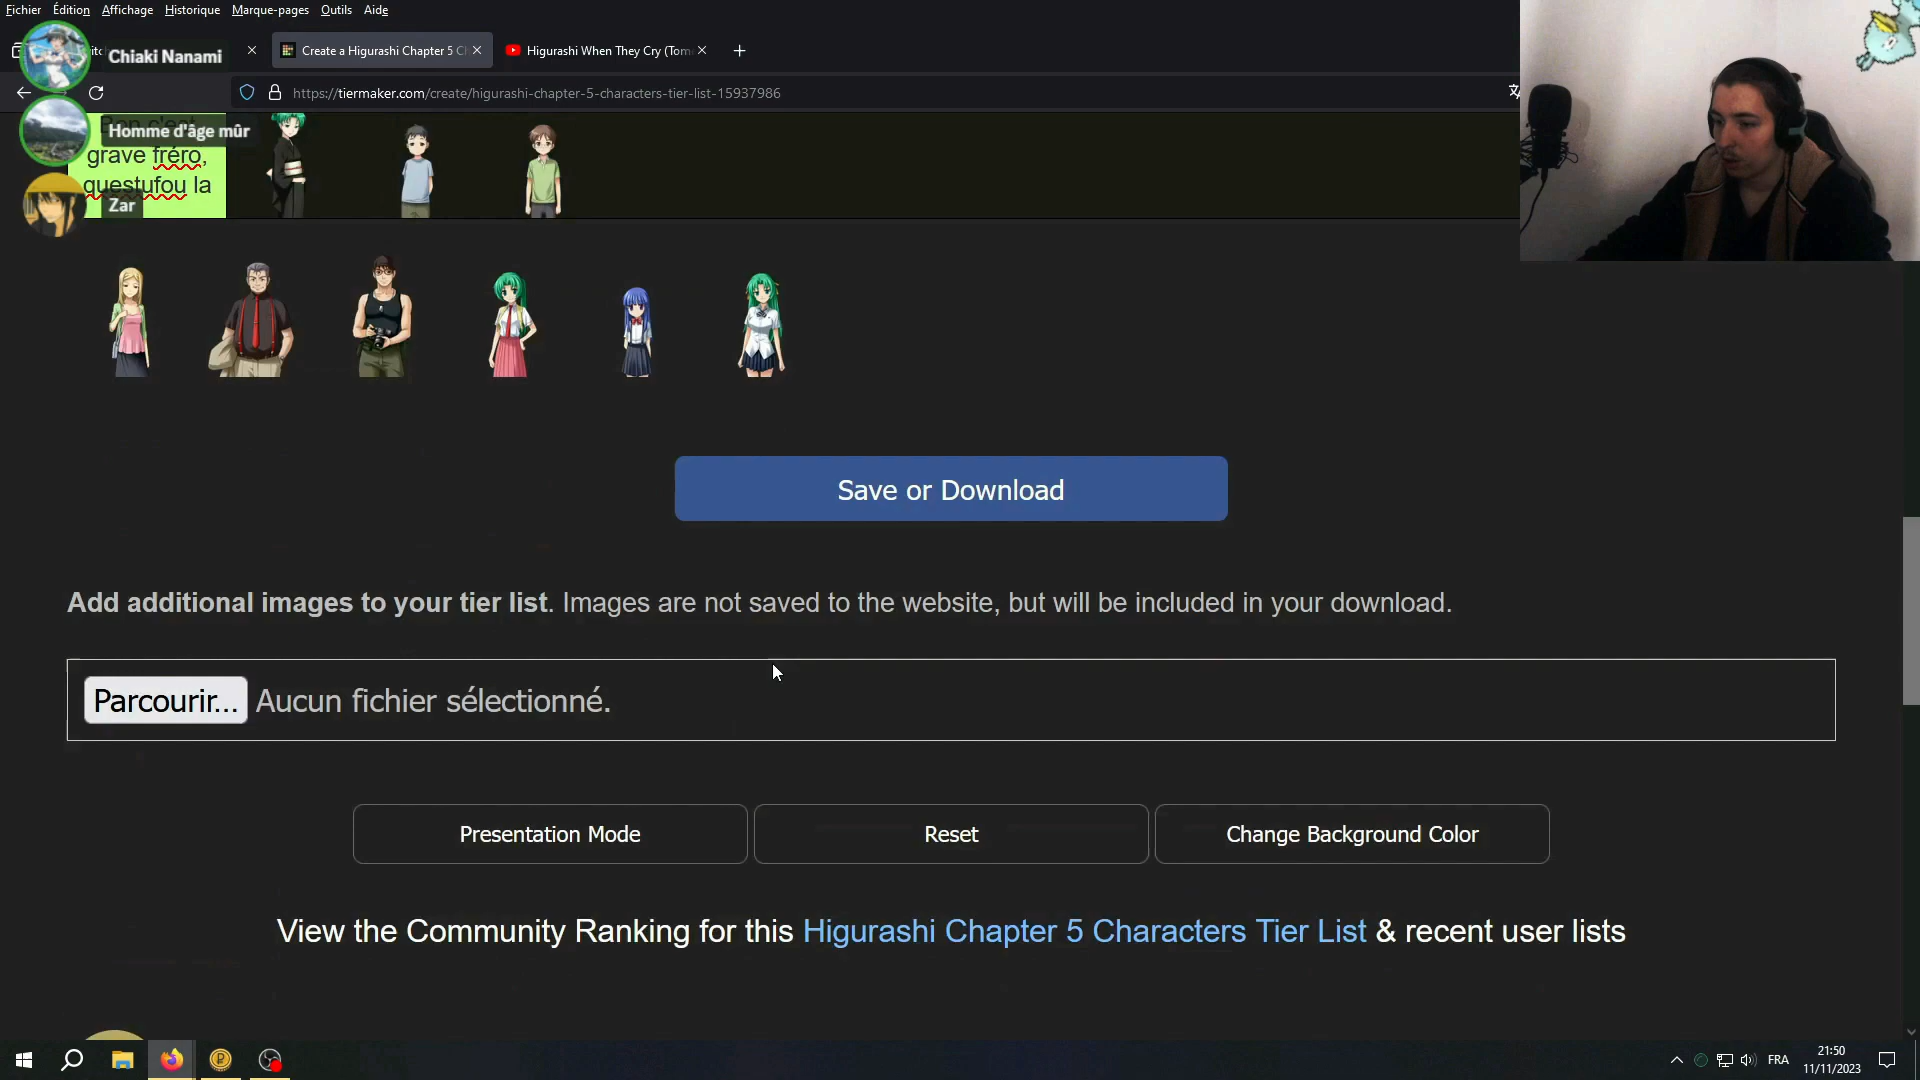 Fichier Édition Affichage Historique Marque-pages Outils Aide
Chiaki Nanami
Create a Higurashi Chapter 5 C
Higurashi When They Cry (Tom
https://tiermaker.com/create/higurashi-chapter-5-characters-tier-list-15937986
Homme d'âge mûr
grave fréro,
questufou la
Zar
Save or Download
Add additional images to your tier list. Images are not saved to the website, but will be included in your download.
Parcourir... Aucun fichier sélectionné.
Presentation Mode
Reset
Change Background Color
View the Community Ranking for this Higurashi Chapter 5 Characters Tier List & recent user lists
FRA
21:50
11/11/2023